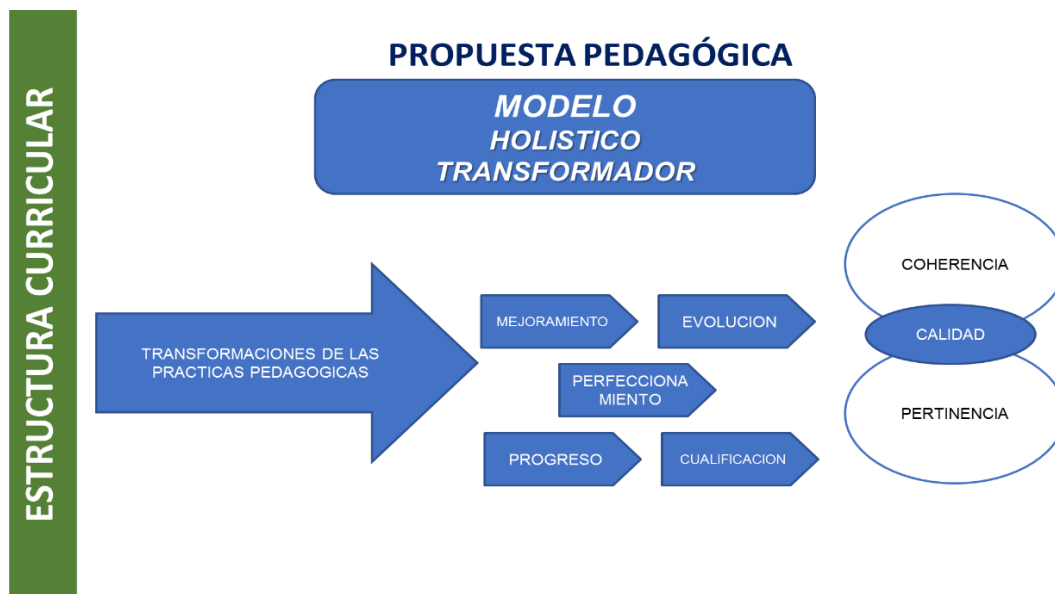 ESTRUCTURA CURRICULAR
PROPUESTA PEDAGÓGICA
MODELO
HOLISTICO
TRANSFORMADOR
TRANSFORMACIONES DE LAS
PRACTICAS PEDAGOGICAS
MEJORAMIENTO
EVOLUCION
PERFECCIONA
MIENTO
PROGRESO
CUALIFICACION
COHERENCIA
CALIDAD
PERTINENCIA